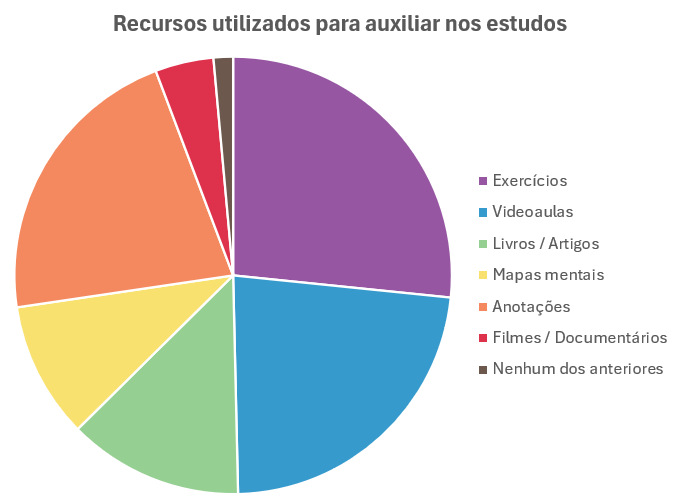 Recursos utilizados para auxiliar nos estudos
Exercícios
Videoaulas
Livros / Artigos
Mapas mentais
Anotações
Filmes / Documentários
Nenhum dos anteriores